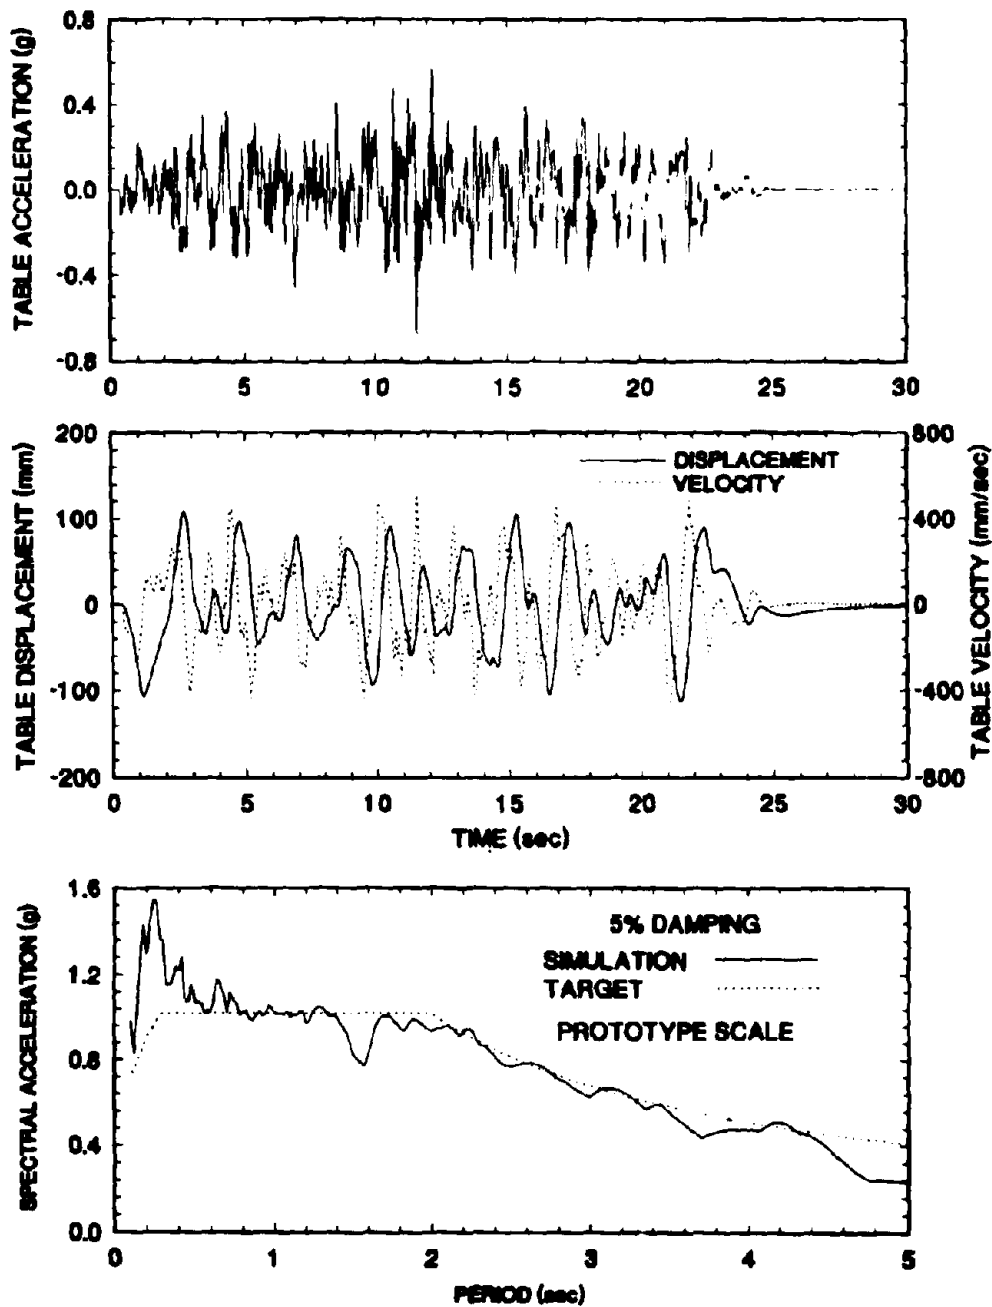 TABLE ACCELERATION (g)
0.8
0.4
0.0
-0.4
-0.8
0 5 10 15 20 25 30
TABLE DISPLACEMENT (mm)
200
100
0
-100
-200
DISPLACEMENT
VELOCITY
800
400
0
-400
-800
TABLE VELOCITY (mm/sec)
0 5 10 15 20 25 30
TIME (sec)
SPECTRAL ACCELERATION (g)
1.6
1.2
0.8
0.4
0.0
5% DAMPING
SIMULATION
TARGET
PROTOTYPE SCALE
0 1 2 3 4 5
PERIOD (sec)